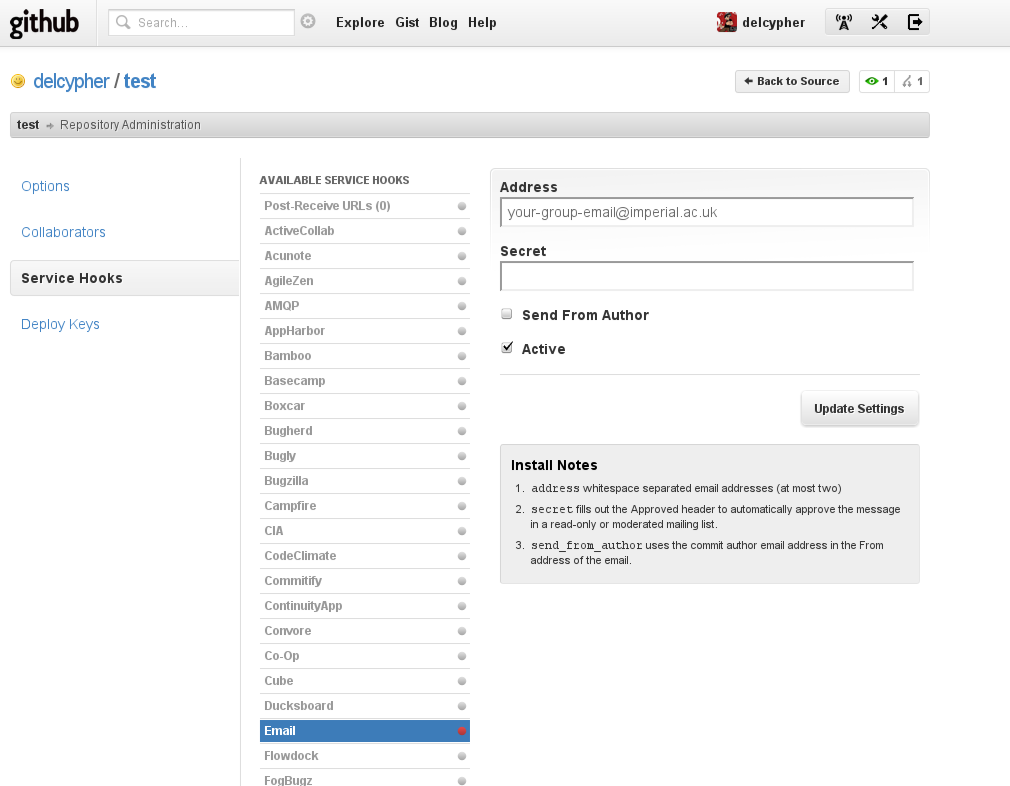 github
Search...
Explore Gist Blog Help
delcypher
delcypher / test
Back to Source
1
1
test Repository Administration
Options
Collaborators
Service Hooks
Deploy Keys
AVAILABLE SERVICE HOOKS
Post-Receive URLs (0)
ActiveCollab
Acunote
AgileZen
AMQP
AppHarbor
Bamboo
Basecamp
Boxcar
Bugherd
Bugly
Bugzilla
Campfire
CIA
CodeClimate
Commitify
ContinuityApp
Convore
Co-Op
Cube
Ducksboard
Email
Flowdock
FogBugz
Address
your-group-email@imperial.ac.uk
Secret
Send From Author
Active
Update Settings
Install Notes
1. address whitespace separated email addresses (at most two)
2. secret fills out the Approved header to automatically approve the message
in a read-only or moderated mailing list.
3. send_from_author uses the commit author email address in the From
address of the email.